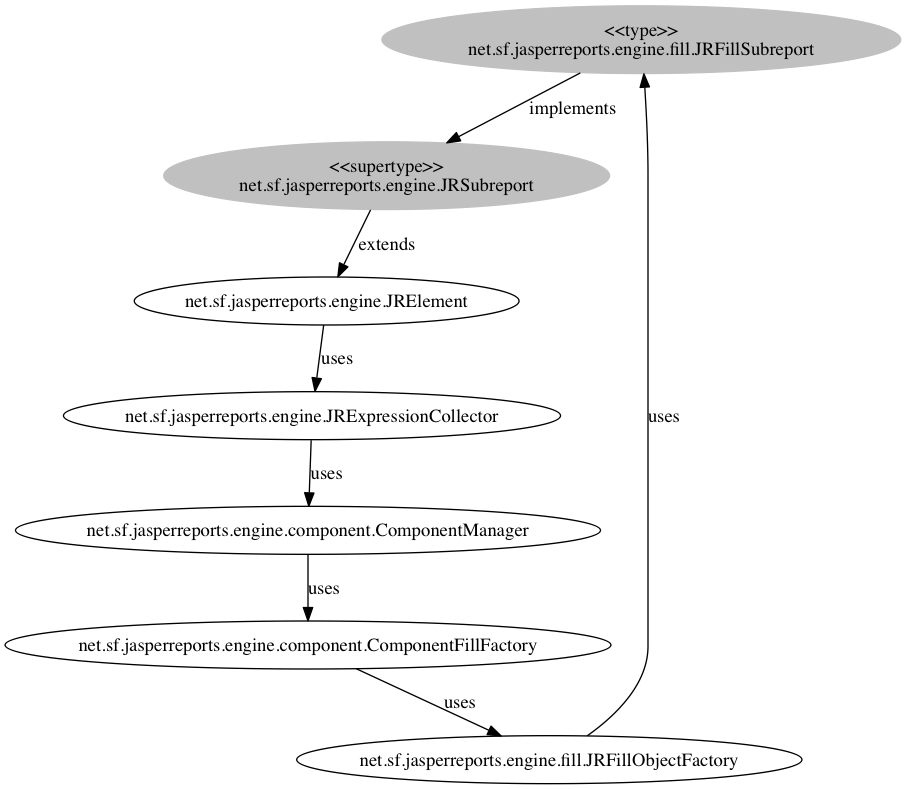 <<type>>
net.sf.jasperreports.engine.fill.JRFillSubreport
implements
<<supertype>>
net.sf.jasperreports.engine.JRSubreport
extends
net.sf.jasperreports.engine.JRElement
uses
net.sf.jasperreports.engine.JRExpressionCollector
uses
uses
net.sf.jasperreports.engine.component.ComponentManager
uses
net.sf.jasperreports.engine.component.ComponentFillFactory
uses
net.sf.jasperreports.engine.fill.JRFillObjectFactory